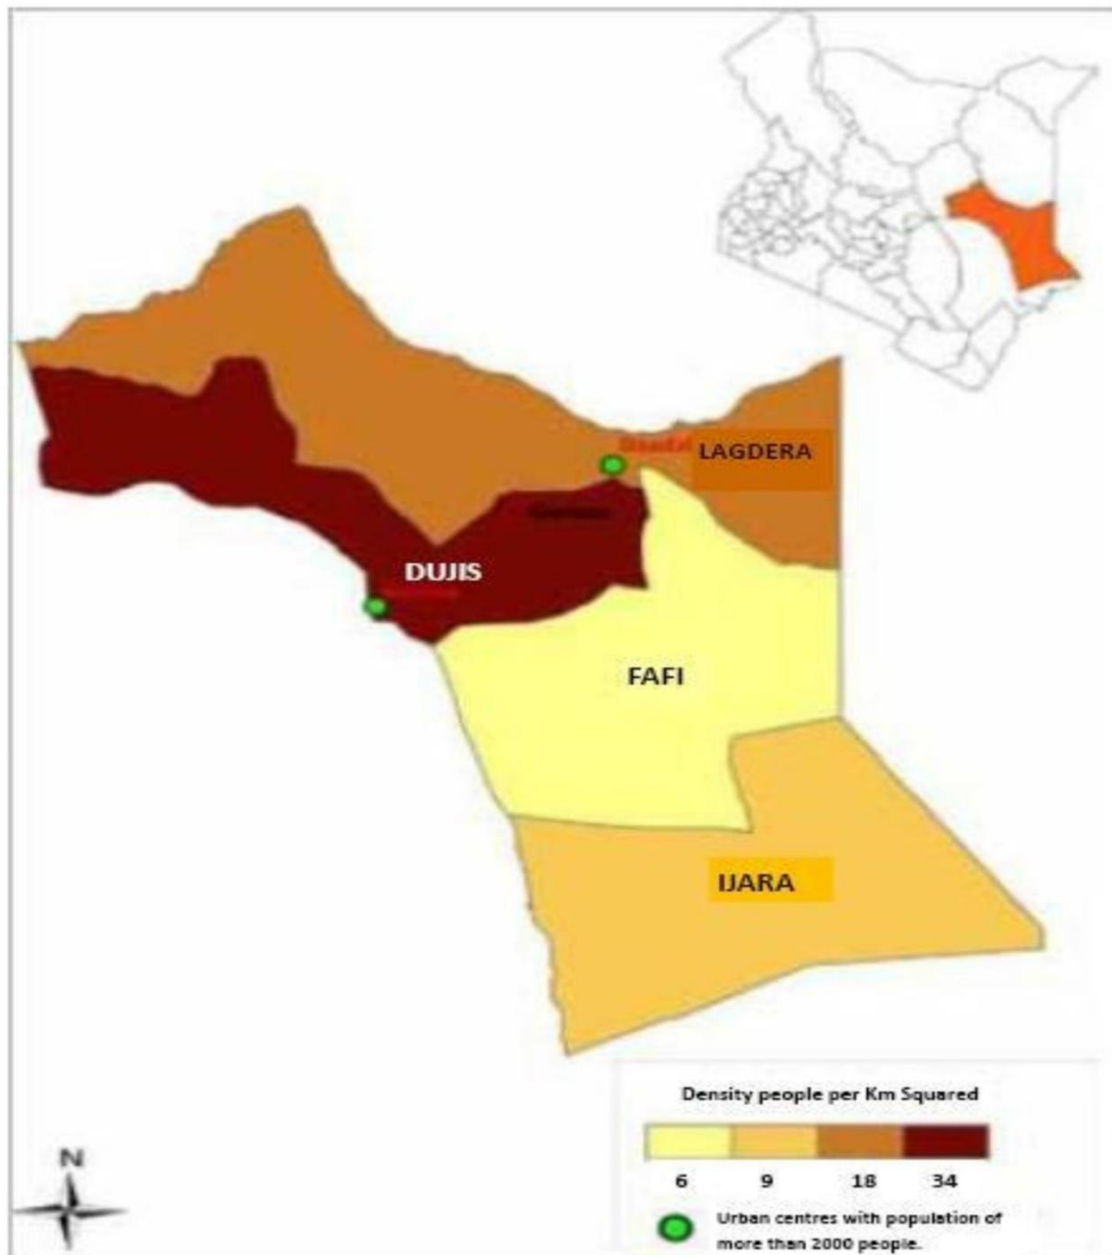 LAGDERA
DUJIS
FAFI
IJARA
Density people per Km Squared
6 9 18 34
N
Urban centres with population of
more than 2000 people.